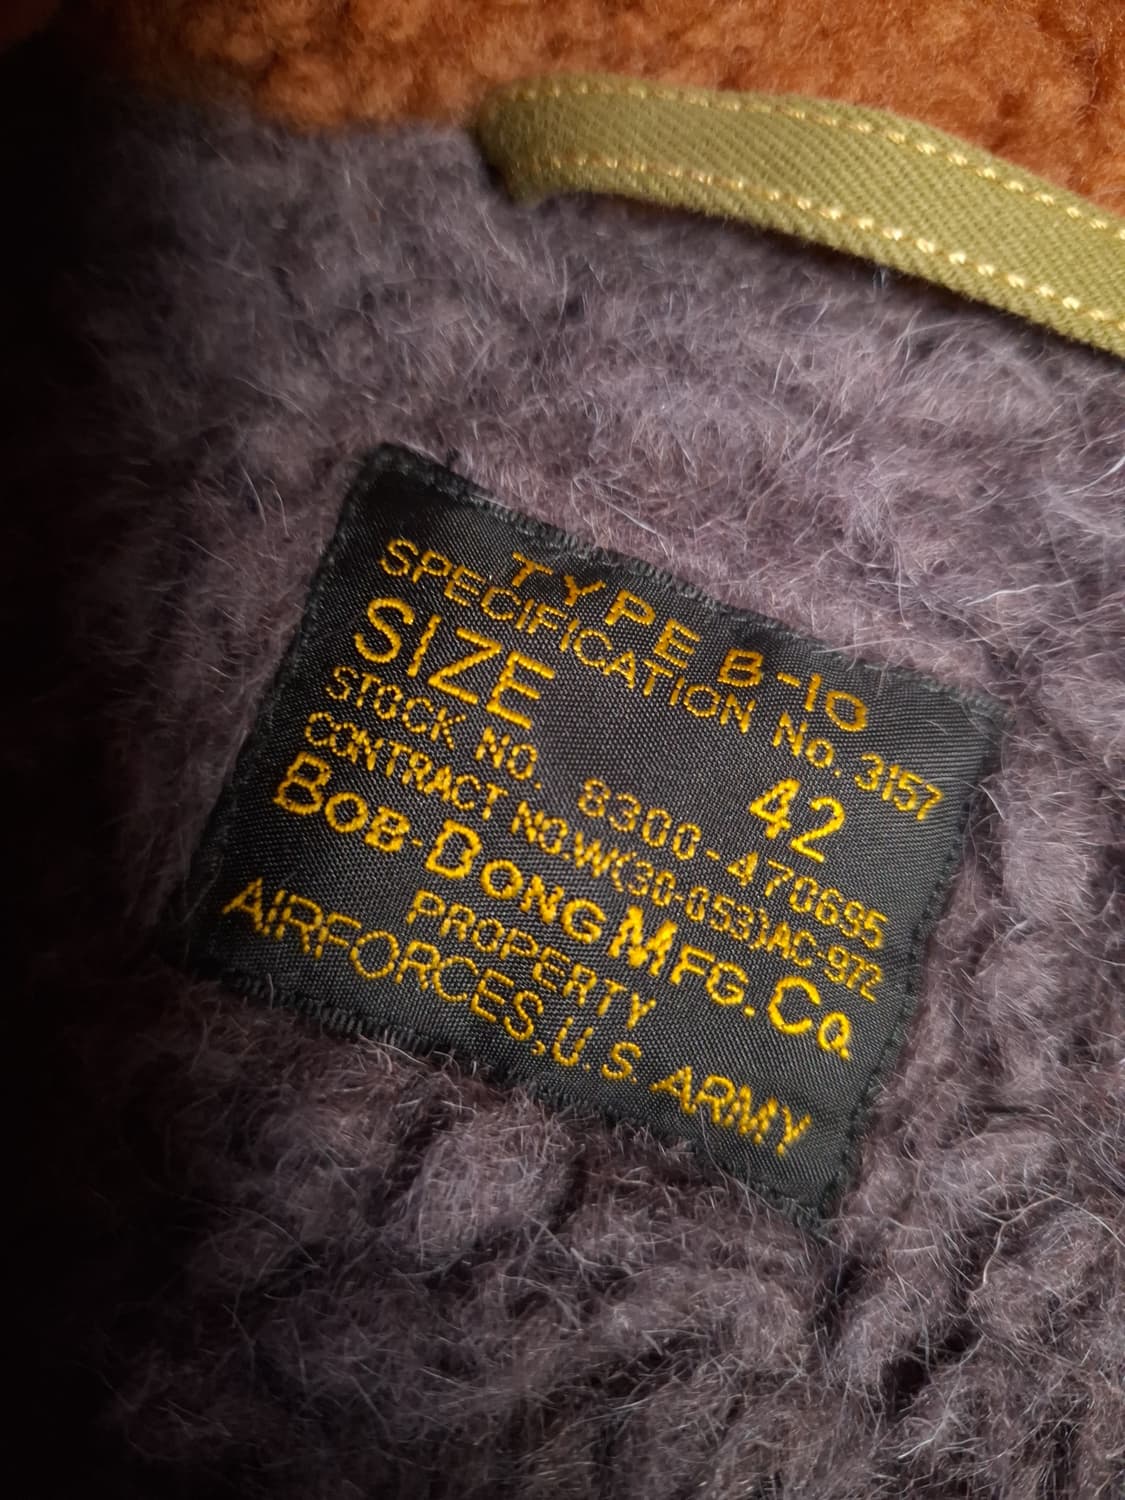 TYPE B-10
SPECIFICATION No. 3157
SIZE 42
STOCK NO. 8300-470695
CONTRACT NO.W(30-053)AC-972
BOB-DONG MFG. CO.
PROPERTY
AIRFORCES, U.S. ARMY